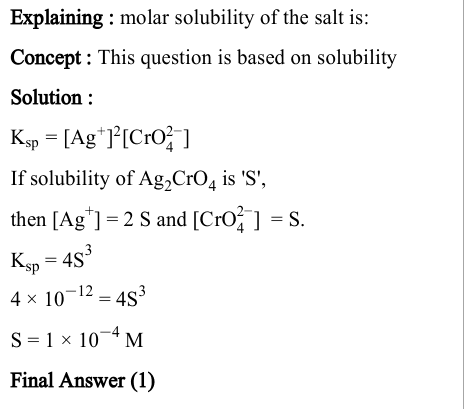 Explaining : molar solubility of the salt is:
Concept : This question is based on solubility
Solution :
Kₛₚ = [Ag⁺]²[CrO₄²⁻]
If solubility of Ag₂CrO₄ is 'S',
then [Ag⁺] = 2 S and [CrO₄²⁻] = S.
Kₛₚ = 4S³
4 × 10⁻¹² = 4S³
S = 1 × 10⁻⁴ M
Final Answer (1)